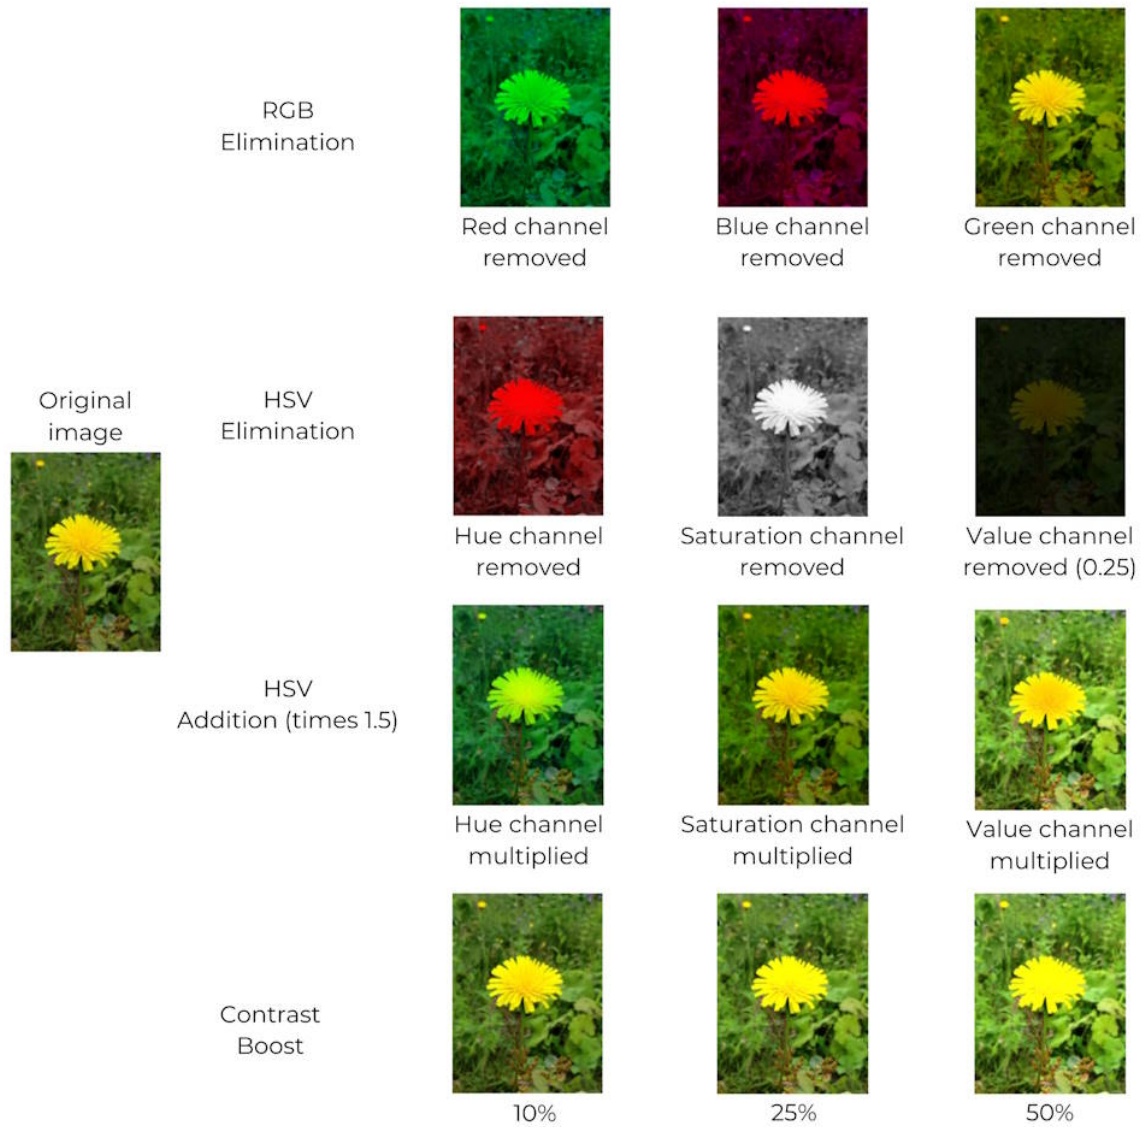 RGB
Elimination
Red channel
removed
Blue channel
removed
Green channel
removed
Original
image
HSV
Elimination
Hue channel
removed
Saturation channel
removed
Value channel
removed (0.25)
HSV
Addition (times 1.5)
Hue channel
multiplied
Saturation channel
multiplied
Value channel
multiplied
Contrast
Boost
10%
25%
50%